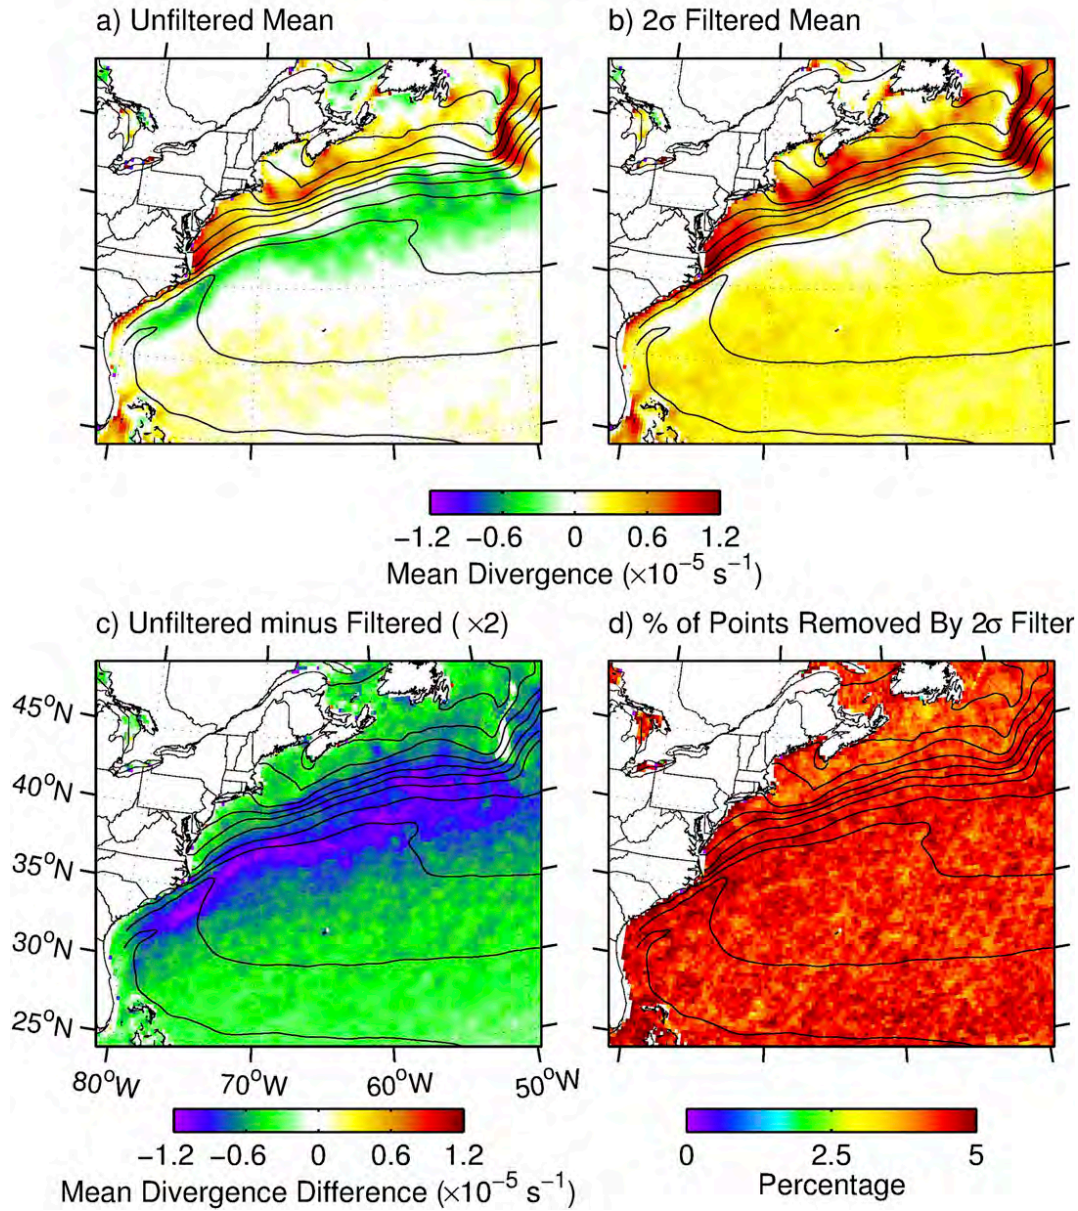 a) Unfiltered Mean
b) 2σ Filtered Mean
−1.2 −0.6 0 0.6 1.2
Mean Divergence (×10⁻⁵ s⁻¹)
c) Unfiltered minus Filtered ( ×2)
d) % of Points Removed By 2σ Filter
45°N
40°N
35°N
30°N
25°N
80°W 70°W 60°W 50°W
−1.2 −0.6 0 0.6 1.2
Mean Divergence Difference (×10⁻⁵ s⁻¹)
0 2.5 5
Percentage